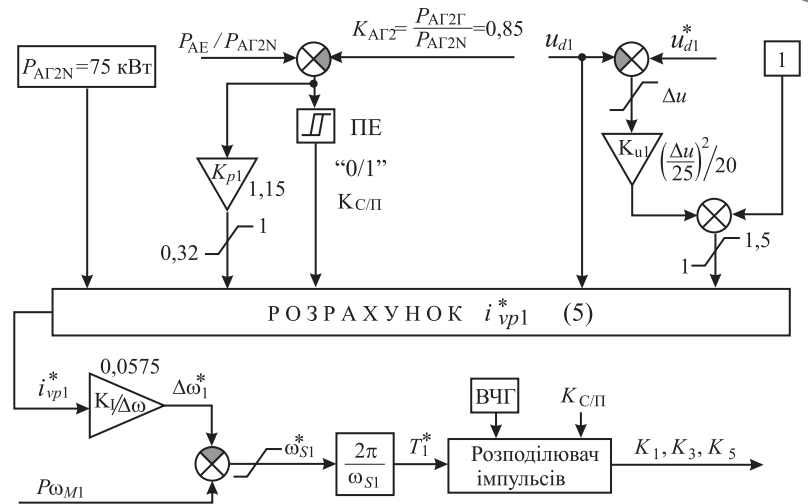 P_АГ2N = 75 кВт
P_АЕ / P_АГ2N
K_АГ2 = P_АГ2Г / P_АГ2N = 0,85
u_d1
u*_d1
1
Δu
ПЕ
“0/1”
K_С/П
K_p1
1,15
K_u1
(Δu/25)²/20
0,32
1
1
1,5
РОЗРАХУНОК i*_vp1 (5)
0,0575
i*_vp1
K_I/Δω
Δω*_1
ω*_S1
2π / ω_S1
T*_1
ВЧГ
K_С/П
Розподілювач
імпульсів
K_1, K_3, K_5
Pω_M1